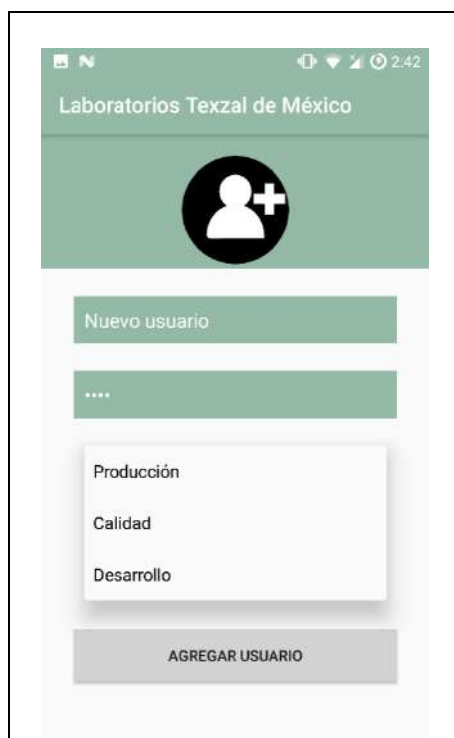 2:42
Laboratorios Texzal de México
Nuevo usuario
••••
Producción
Calidad
Desarrollo
AGREGAR USUARIO